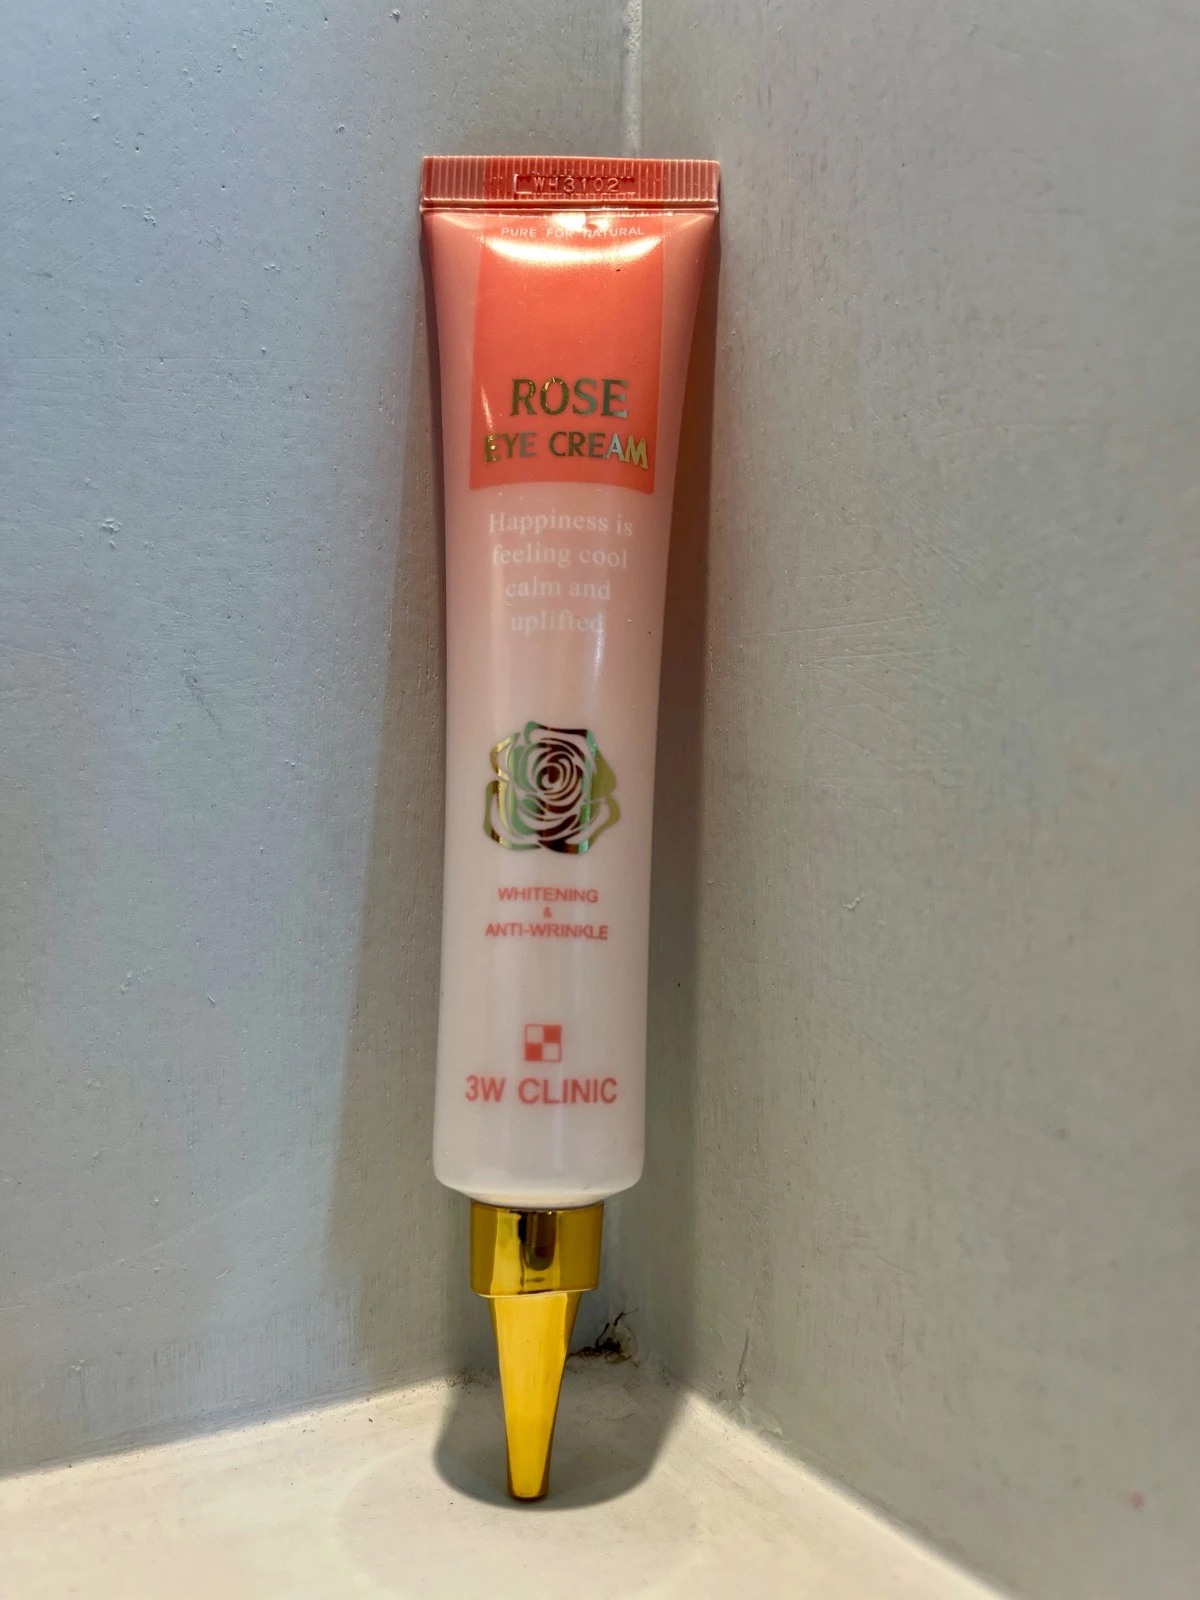 WH3102
PURE FOR NATURAL
ROSE
EYE CREAM
Happiness is
feeling cool
calm and
uplifted
WHITENING
&
ANTI-WRINKLE
3W CLINIC